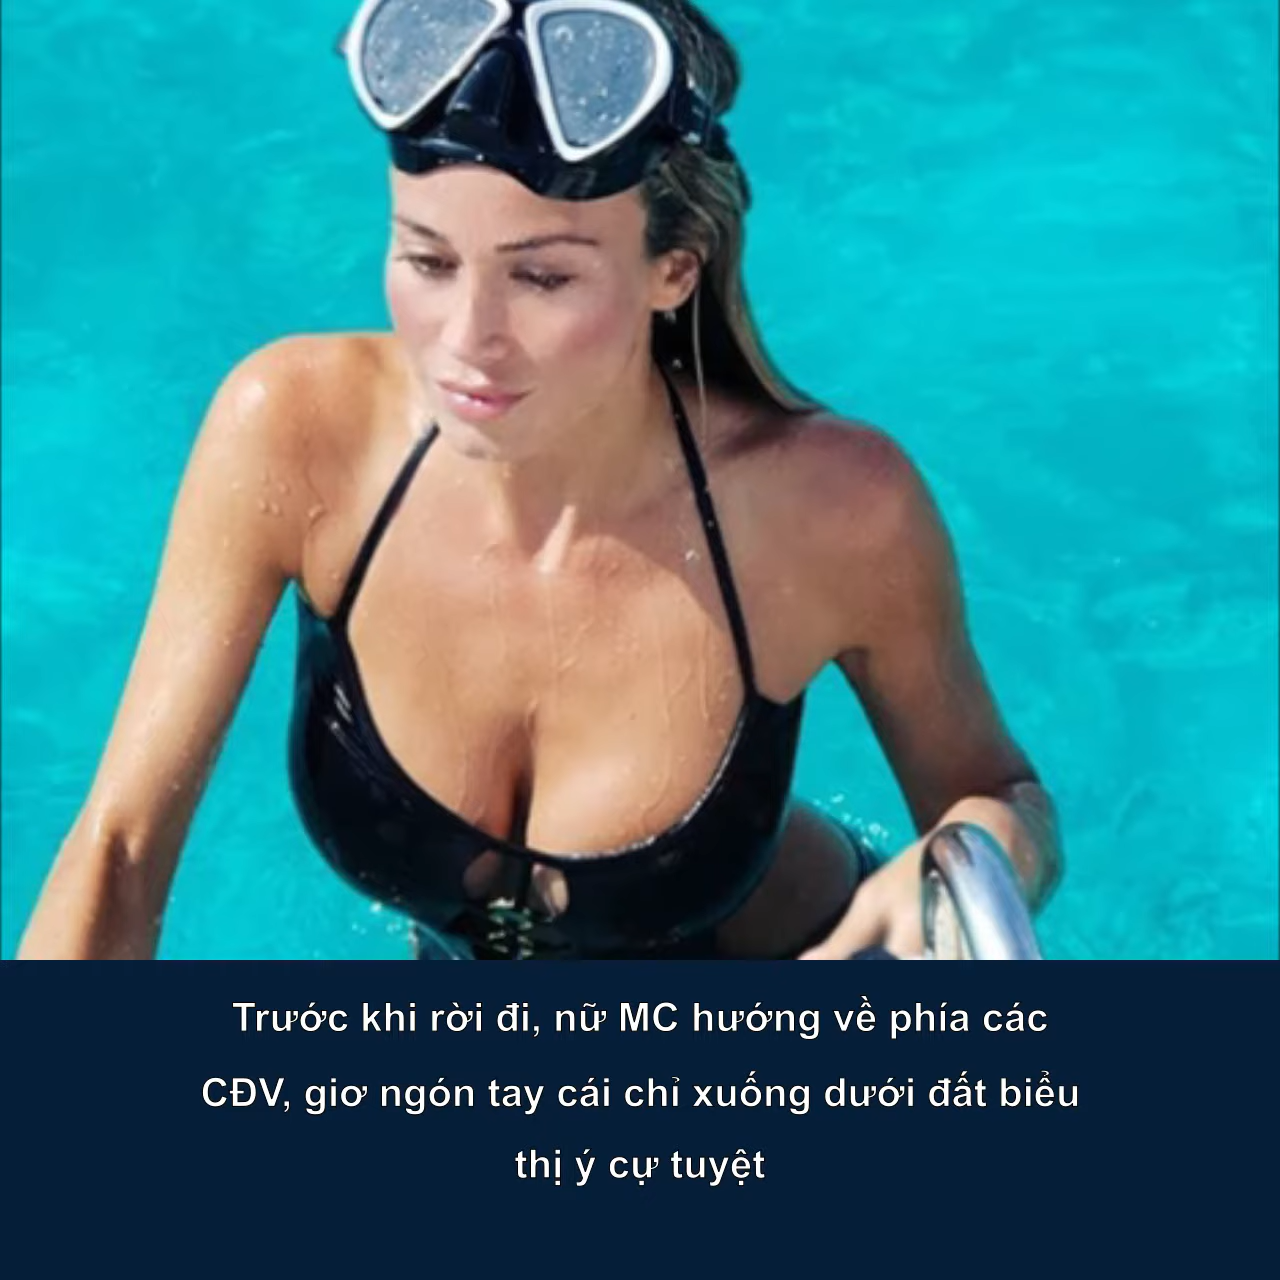 Trước khi rời đi, nữ MC hướng về phía các
CĐV, giơ ngón tay cái chỉ xuống dưới đất biểu
thị ý cự tuyệt